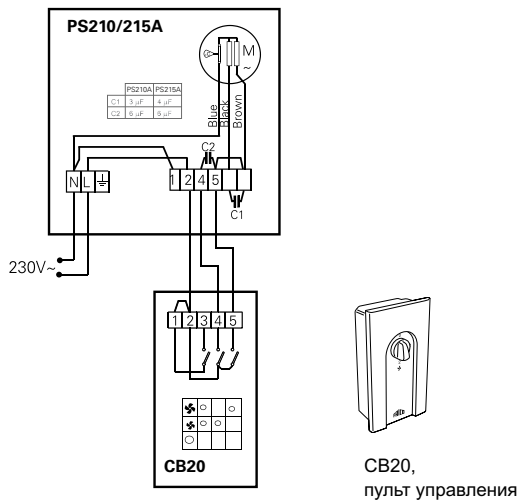 PS210/215A
M
~
PS210A PS215A
C1 3 µF 4 µF
C2 6 µF 5 µF
Blue
Black
Brown
C2
N L
1 2 4 5
C1
230V~
1 2 3 4 5
CB20
CB20,
пульт управления